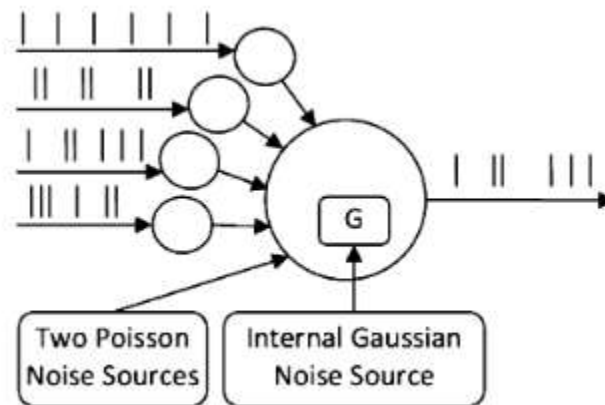 G
Two Poisson
Noise Sources
Internal Gaussian
Noise Source